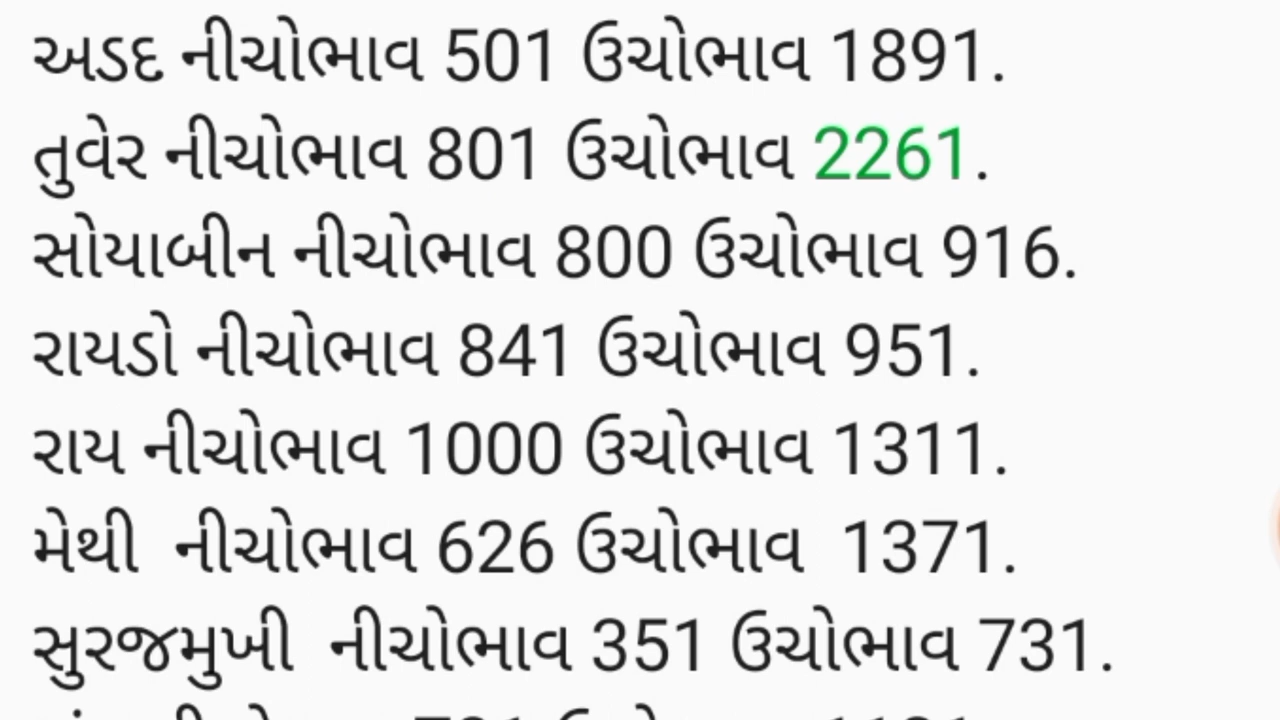 અડદ નીચોભાવ 501 ઉચોભાવ 1891.
તુવેર નીચોભાવ 801 ઉચોભાવ 2261.
સોયાબીન નીચોભાવ 800 ઉચોભાવ 916.
રાયડો નીચોભાવ 841 ઉચોભાવ 951.
રાય નીચોભાવ 1000 ઉચોભાવ 1311.
મેથી  નીચોભાવ 626 ઉચોભાવ  1371.
સુરજમુખી  નીચોભાવ 351 ઉચોભાવ 731.